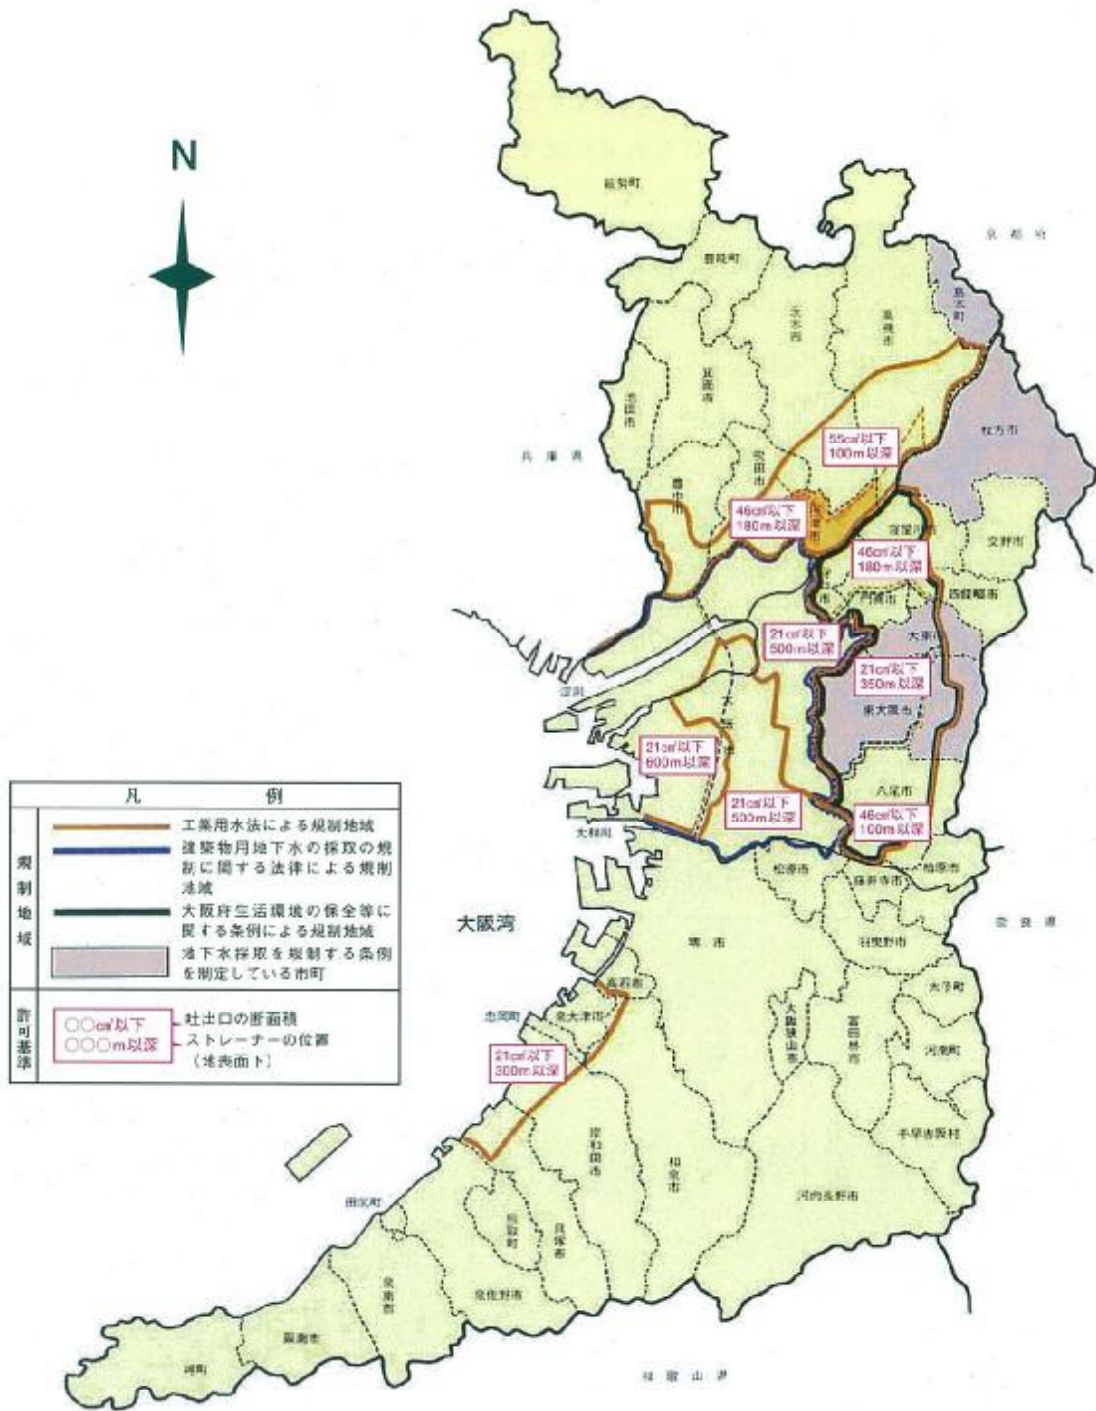 N
能勢町
京都府
豊能町
島本町
茨木市
高槻市
箕面市
池田市
枚方市
兵庫県
吹田市
豊中市
55㎠以下
100m以深
46㎠以下
180m以深
寝屋川市
交野市
46㎠以下
180m以深
門真市
四條畷市
21㎠以下
500m以深
大東市
21㎠以下
350m以深
淀川
東大阪市
21㎠以下
600m以深
21㎠以下
500m以深
八尾市
46㎠以下
100m以深
大和川
松原市
藤井寺市
柏原市
奈良県
大阪湾
堺市
羽曳野市
太子町
高石市
忠岡町
泉大津市
大阪狭山市
富田林市
河南町
21㎠以下
300m以深
千早赤阪村
岸和田市
和泉市
河内長野市
田尻町
熊取町
貝塚市
泉佐野市
泉南市
阪南市
岬町
和歌山県
凡例
規制地域
工業用水法による規制地域
建築物用地下水の採取の規
制に関する法律による規制
地域
大阪府生活環境の保全等に
関する条例による規制地域
地下水採取を規制する条例
を制定している市町
許可基準
○○㎠以下
○○○m以深
吐出口の断面積
ストレーナーの位置
(地表面下)